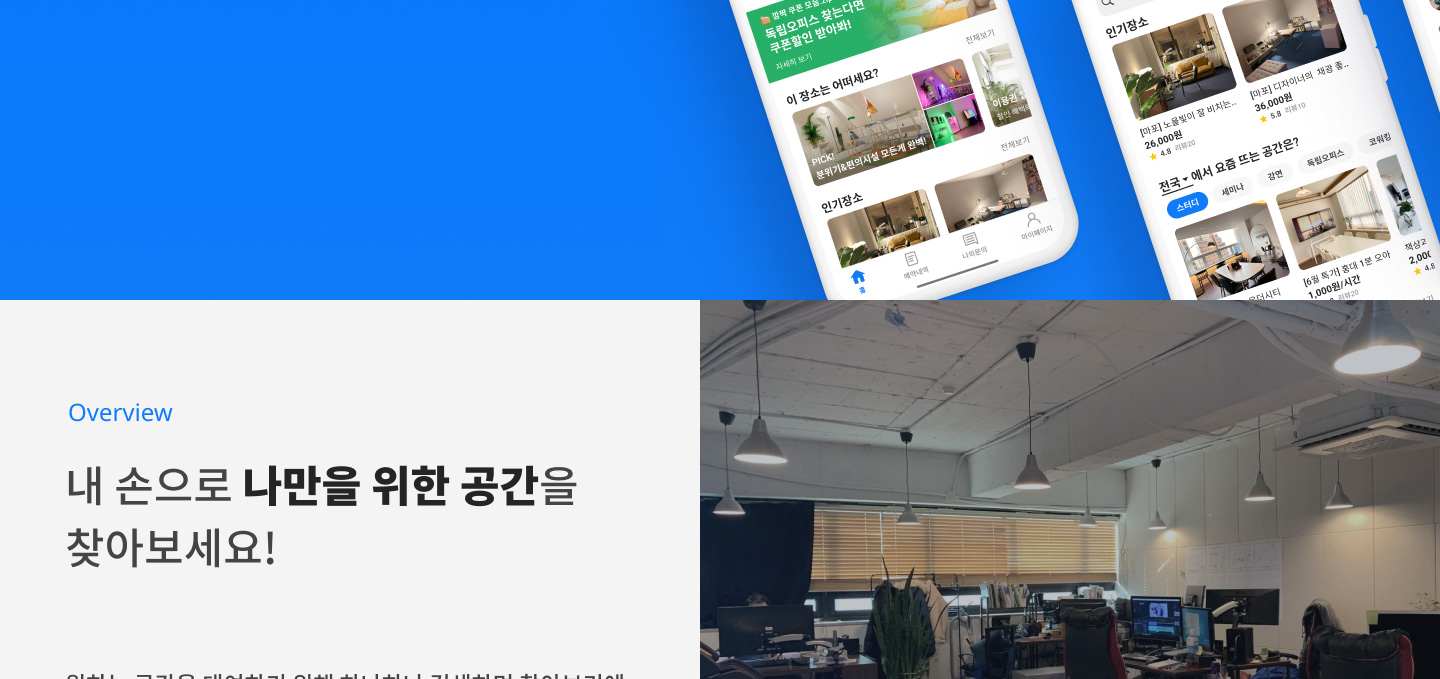 독립오피스 찾는다면
쿠폰할인 받아봐!
자세히 보기
전체보기
이 장소는 어떠세요?
PICK!
분위기&편의시설 모든게 완벽!
이용권
전체보기
인기장소
홈
예약내역
나의문의
마이페이지
인기장소
[마포] 노을빛이 잘 비치는..
26,000원
4.8 리뷰20
[마포] 디자이너의 채광 좋..
36,000원
5.8 리뷰10
전국 에서 요즘 뜨는 공간은?
스터디
세미나
강연
독립오피스
코워킹
[6월 특가] 홍대 1분 오아
1,000원/시간
리뷰20
4.8
Overview
내 손으로 나만을 위한 공간을
찾아보세요!